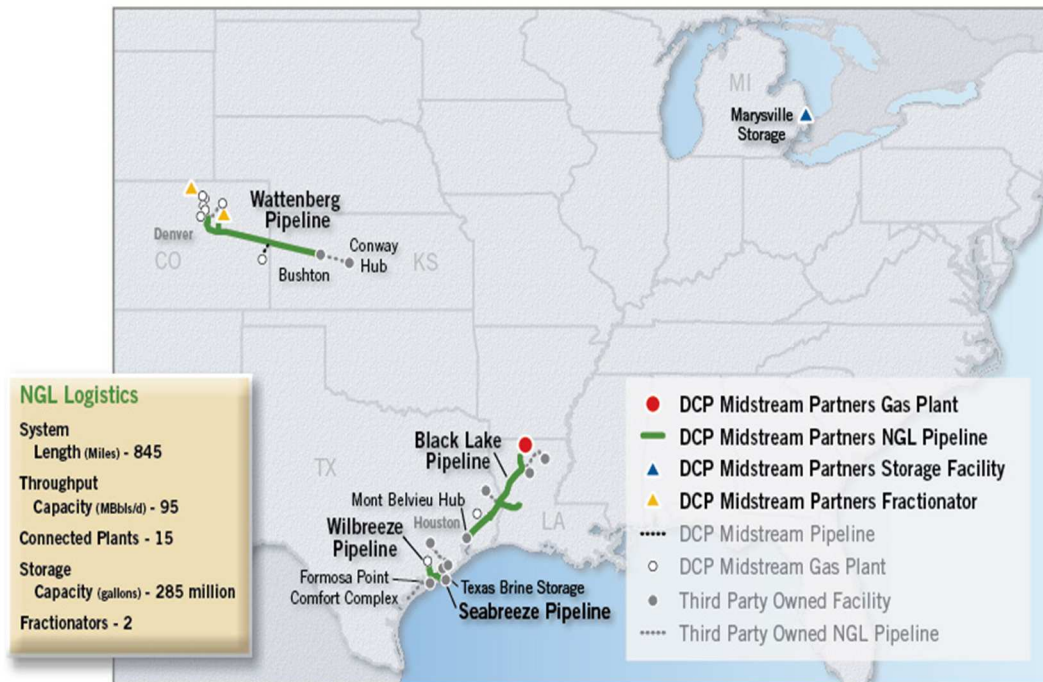 MI
Marysville
Storage
Wattenberg
Pipeline
Denver
CO
Conway
Hub
KS
Bushton
NGL Logistics
System
Length (Miles) - 845
Throughput
Capacity (MBbls/d) - 95
Connected Plants - 15
Storage
Capacity (gallons) - 285 million
Fractionators - 2
TX
Black Lake
Pipeline
Mont Belvieu Hub
Houston
LA
Wilbreeze
Pipeline
Formosa Point
Comfort Complex
Texas Brine Storage
Seabreeze Pipeline
DCP Midstream Partners Gas Plant
DCP Midstream Partners NGL Pipeline
DCP Midstream Partners Storage Facility
DCP Midstream Partners Fractionator
DCP Midstream Pipeline
DCP Midstream Gas Plant
Third Party Owned Facility
Third Party Owned NGL Pipeline